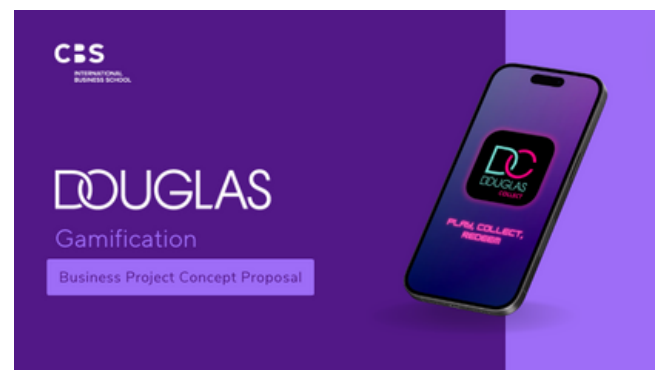 CBS
INTERNATIONAL
BUSINESS SCHOOL
DOUGLAS
Gamification
Business Project Concept Proposal
DC
DOUGLAS
COLLECT
PLAY, COLLECT,
REDEEM